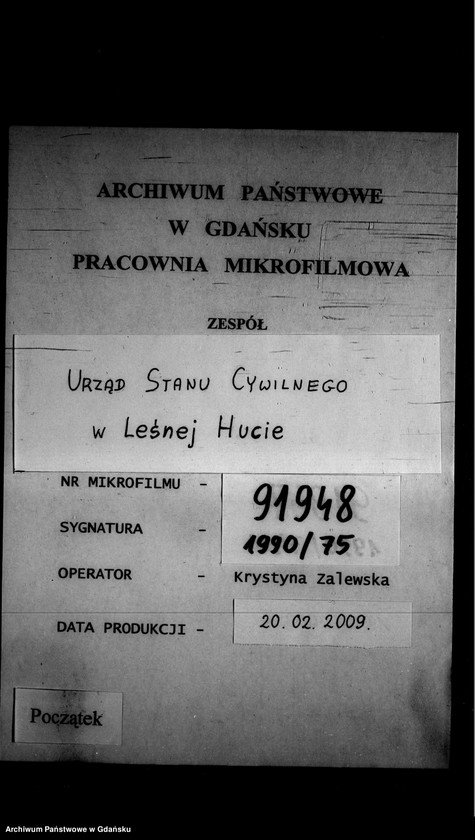 ARCHIWUM PAŃSTWOWE
W GDAŃSKU
PRACOWNIA MIKROFILMOWA
ZESPÓŁ
URZĄD STANU CYWILNEGO
w Leśnej Hucie
NR MIKROFILMU - 91948
SYGNATURA - 1990/75
OPERATOR - Krystyna Zalewska
DATA PRODUKCJI - 20.02.2009.
Początek
Archiwum Państwowe w Gdańsku